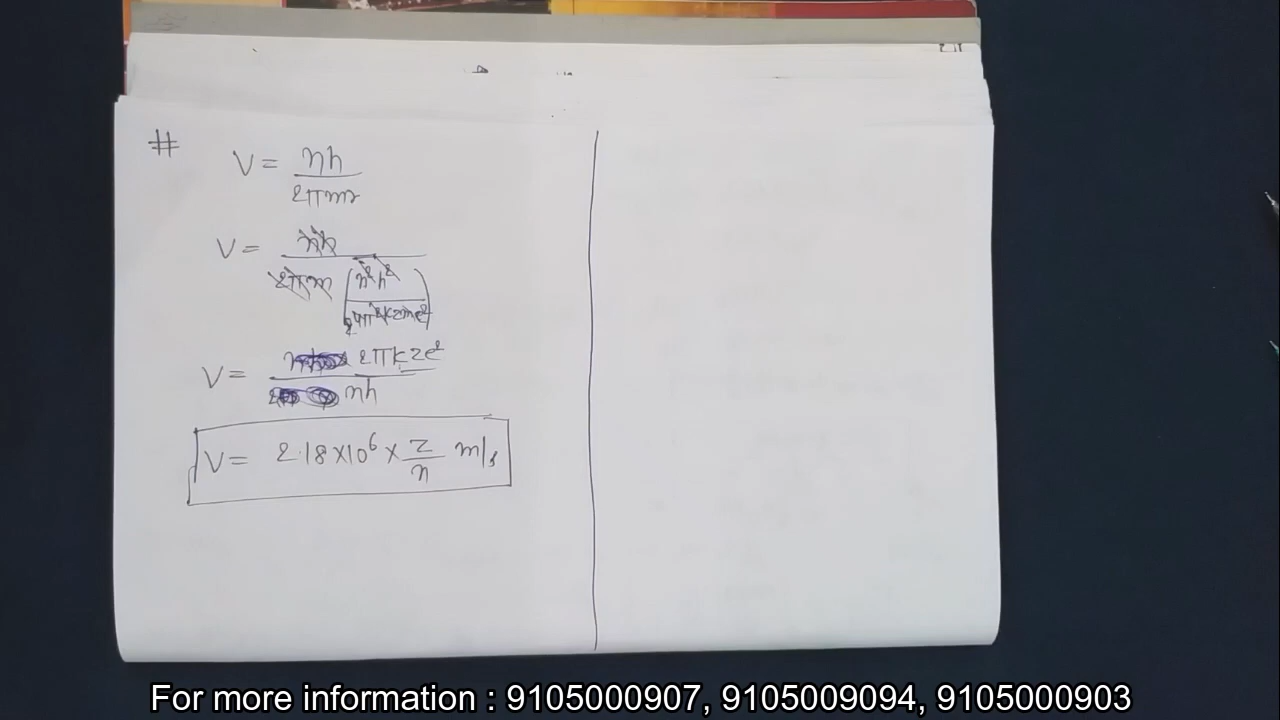 #
V = nh / 2πmr
V = nh / 2πm (n²h² / 4π²kzme²)
V = 2πkze² / nh
V = 2.18×10⁶ × z/n m/s
For more information : 9105000907, 9105009094, 9105000903